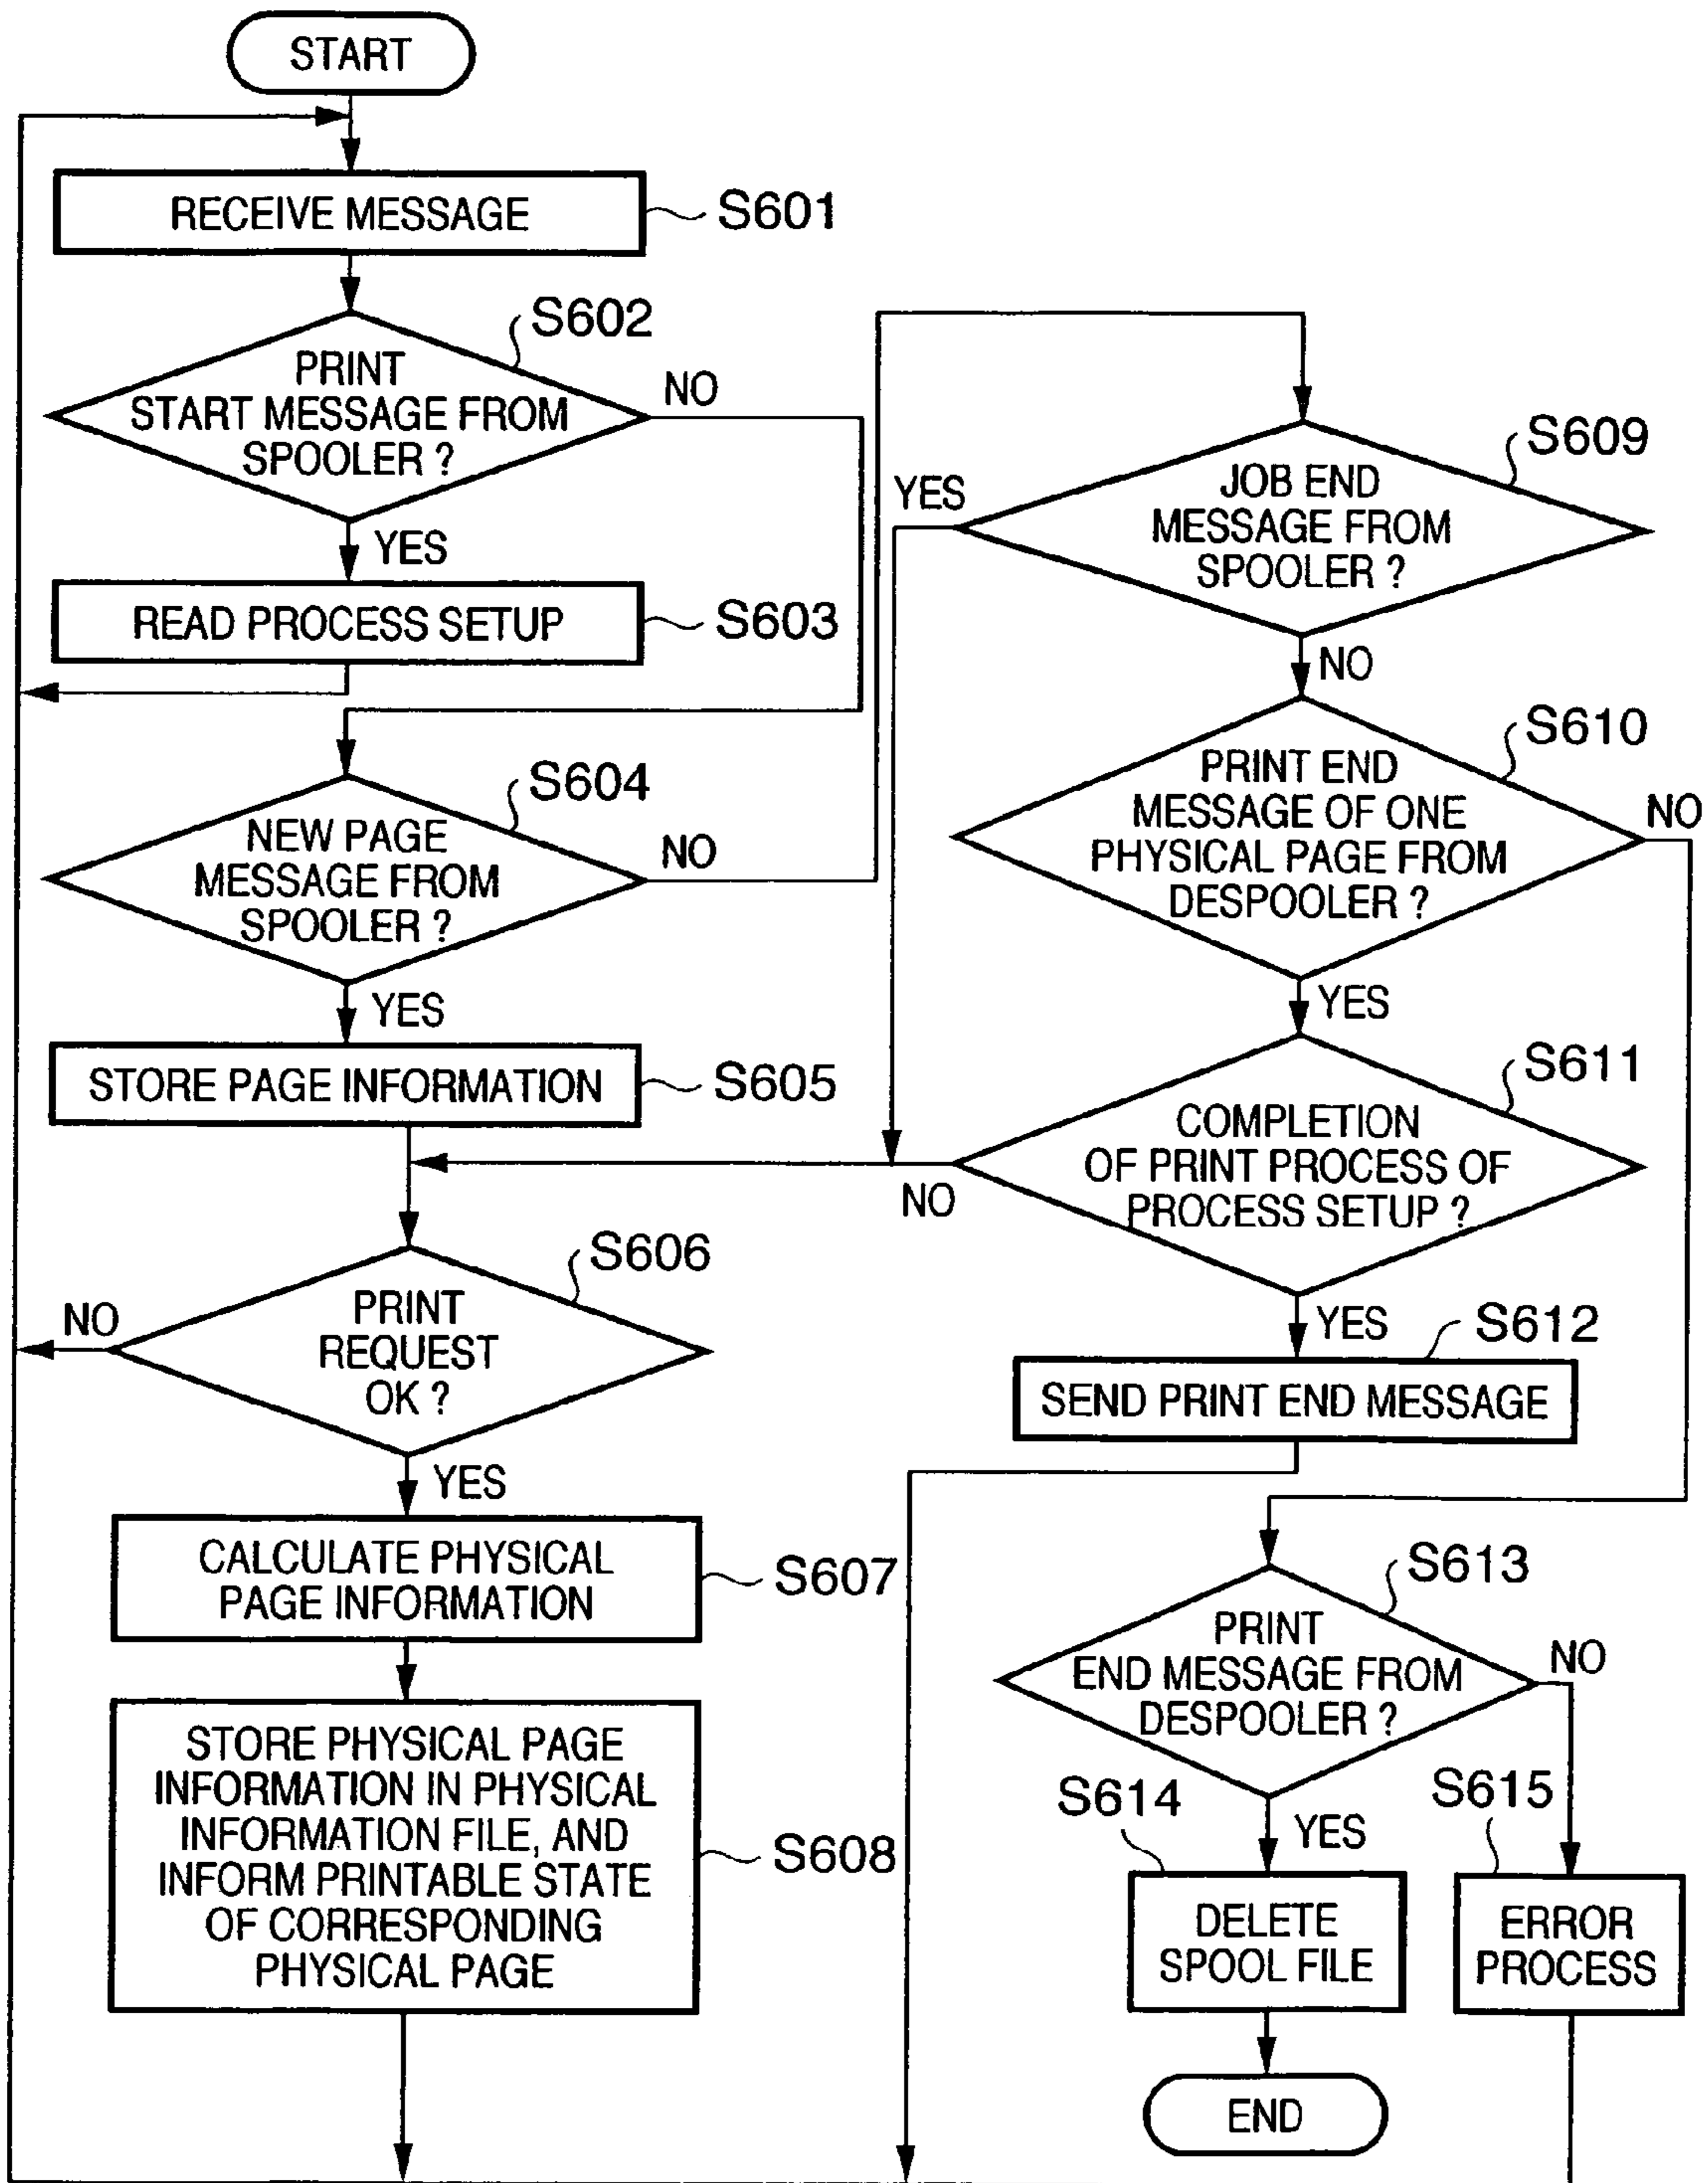 START
RECEIVE MESSAGE
S601
S602
PRINT
START MESSAGE FROM
SPOOLER ?
NO
YES
READ PROCESS SETUP
S603
S604
NEW PAGE
MESSAGE FROM
SPOOLER ?
NO
YES
STORE PAGE INFORMATION
S605
S606
PRINT
REQUEST
OK ?
NO
YES
CALCULATE PHYSICAL
PAGE INFORMATION
S607
STORE PHYSICAL PAGE
INFORMATION IN PHYSICAL
INFORMATION FILE, AND
INFORM PRINTABLE STATE
OF CORRESPONDING
PHYSICAL PAGE
S608
S609
JOB END
MESSAGE FROM
SPOOLER ?
YES
NO
S610
PRINT END
MESSAGE OF ONE
PHYSICAL PAGE FROM
DESPOOLER ?
NO
YES
S611
COMPLETION
OF PRINT PROCESS OF
PROCESS SETUP ?
NO
YES
S612
SEND PRINT END MESSAGE
S613
PRINT
END MESSAGE FROM
DESPOOLER ?
NO
YES
S614
DELETE
SPOOL FILE
S615
ERROR
PROCESS
END